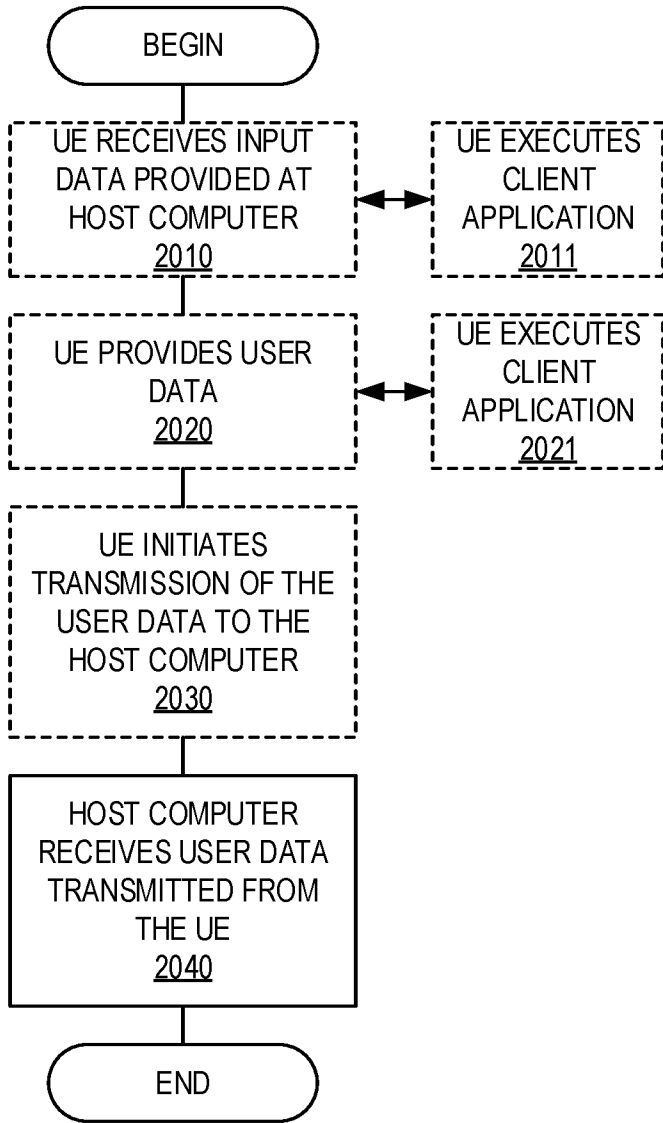 BEGIN
UE RECEIVES INPUT
DATA PROVIDED AT
HOST COMPUTER
2010
UE EXECUTES
CLIENT
APPLICATION
2011
UE PROVIDES USER
DATA
2020
UE EXECUTES
CLIENT
APPLICATION
2021
UE INITIATES
TRANSMISSION OF THE
USER DATA TO THE
HOST COMPUTER
2030
HOST COMPUTER
RECEIVES USER DATA
TRANSMITTED FROM
THE UE
2040
END